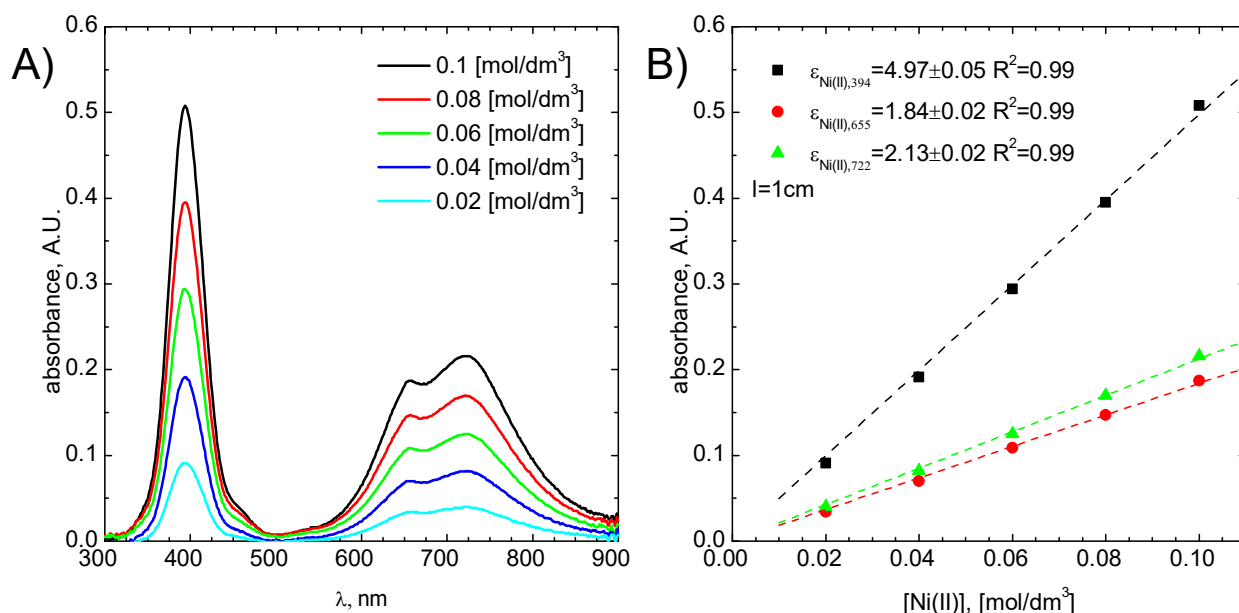 A)
0.6
0.5
0.4
0.3
0.2
0.1
0.0
absorbance, A.U.
300 400 500 600 700 800 900
λ, nm
0.1 [mol/dm³]
0.08 [mol/dm³]
0.06 [mol/dm³]
0.04 [mol/dm³]
0.02 [mol/dm³]
B)
0.6
0.5
0.4
0.3
0.2
0.1
0.0
absorbance, A.U.
0.00 0.02 0.04 0.06 0.08 0.10
[Ni(II)], [mol/dm³]
εNi(II),394=4.97±0.05 R²=0.99
εNi(II),655=1.84±0.02 R²=0.99
εNi(II),722=2.13±0.02 R²=0.99
l=1cm